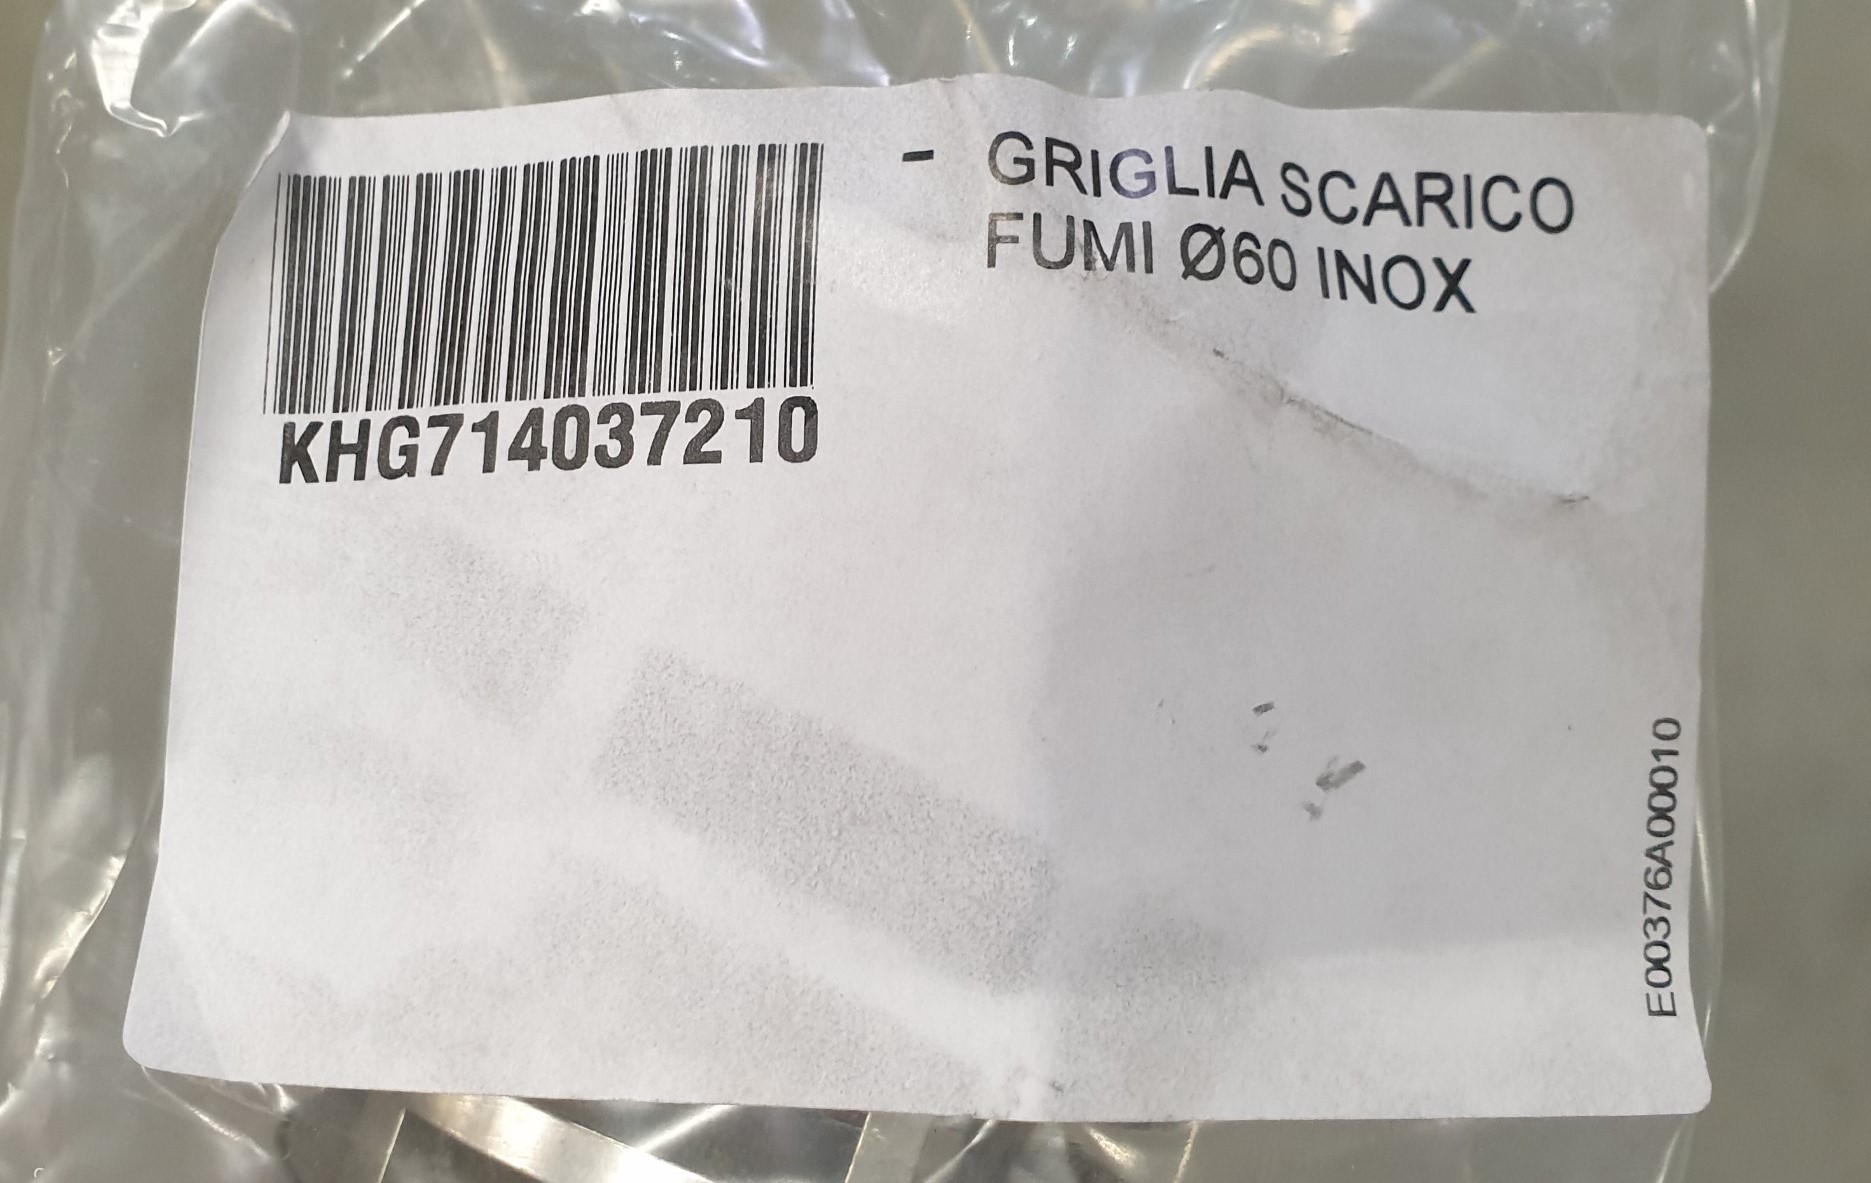 - GRIGLIA SCARICO
FUMI Ø60 INOX
KHG714037210
E00376A00010